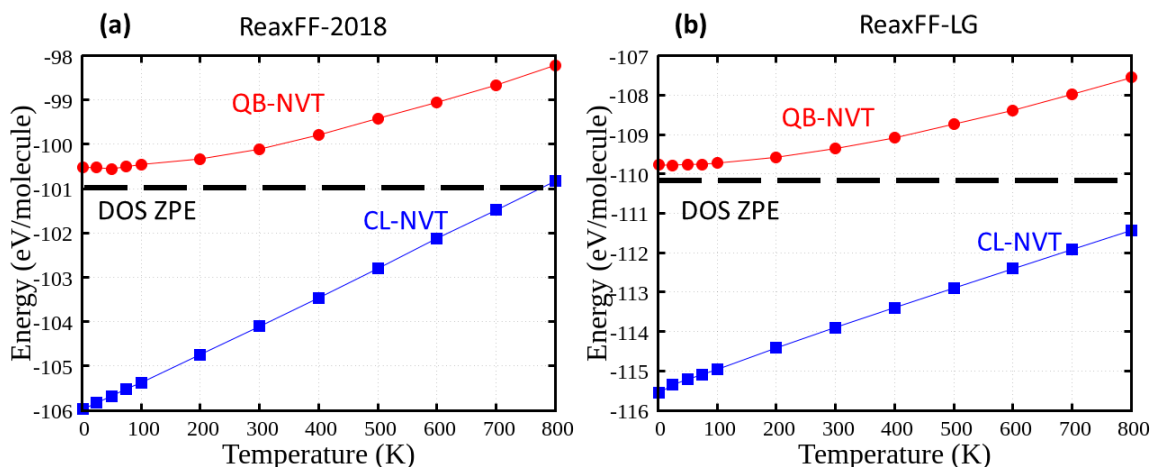 (a) ReaxFF-2018
-98
-99
-100
-101
-102
-103
-104
-105
-106
Energy (eV/molecule)
QB-NVT
DOS ZPE
CL-NVT
0 100 200 300 400 500 600 700 800
Temperature (K)
(b) ReaxFF-LG
-107
-108
-109
-110
-111
-112
-113
-114
-115
-116
Energy (eV/molecule)
QB-NVT
DOS ZPE
CL-NVT
0 100 200 300 400 500 600 700 800
Temperature (K)